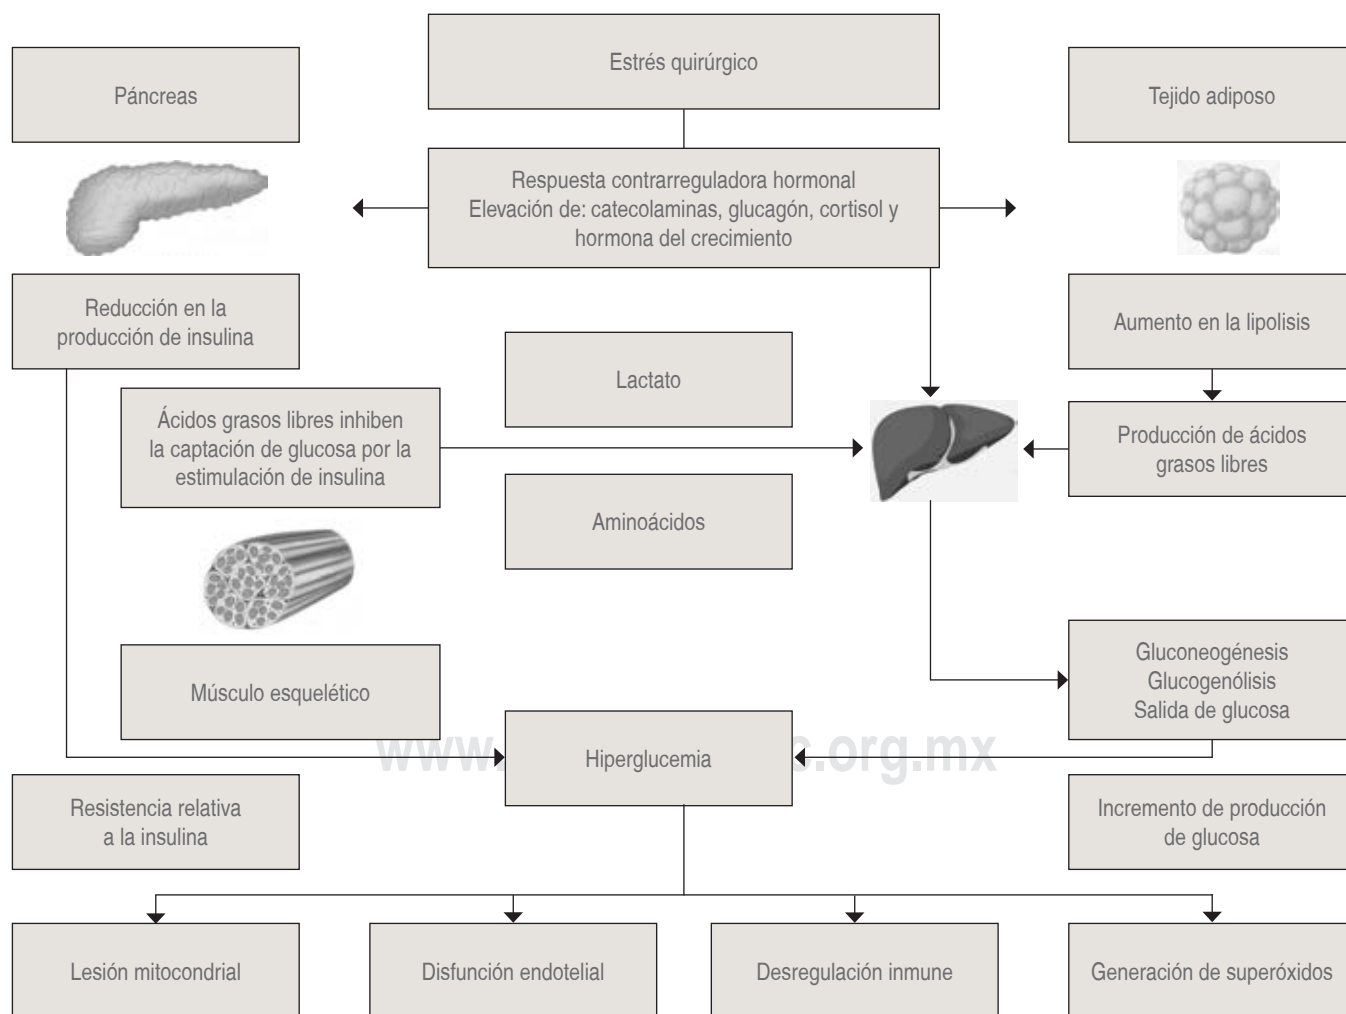 Estrés quirúrgico
Páncreas
Tejido adiposo
Respuesta contrarreguladora hormonal
Elevación de: catecolaminas, glucagón, cortisol y
hormona del crecimiento
Reducción en la
producción de insulina
Aumento en la lipolisis
Lactato
Ácidos grasos libres inhiben
la captación de glucosa por la
estimulación de insulina
Producción de ácidos
grasos libres
Aminoácidos
Músculo esquelético
Gluconeogénesis
Glucogenólisis
Salida de glucosa
www.
.org.mx
Hiperglucemia
Resistencia relativa
a la insulina
Incremento de producción
de glucosa
Lesión mitocondrial
Disfunción endotelial
Desregulación inmune
Generación de superóxidos